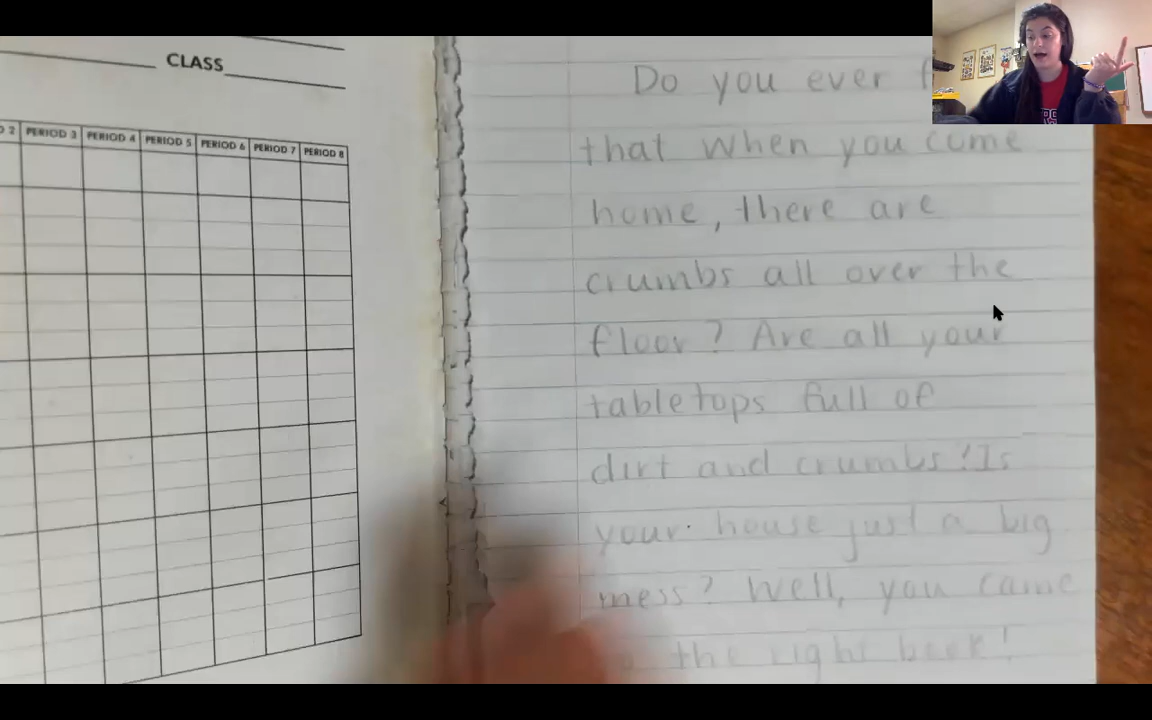 CLASS
2 PERIOD 3 PERIOD 4 PERIOD 5 PERIOD 6 PERIOD 7 PERIOD 8
Do you ever f
that when you come
home, there are
crumbs all over the
floor? Are all your
tabletops full of
dirt and crumbs? Is
your house just a big
mess? Well, you came
the right book!